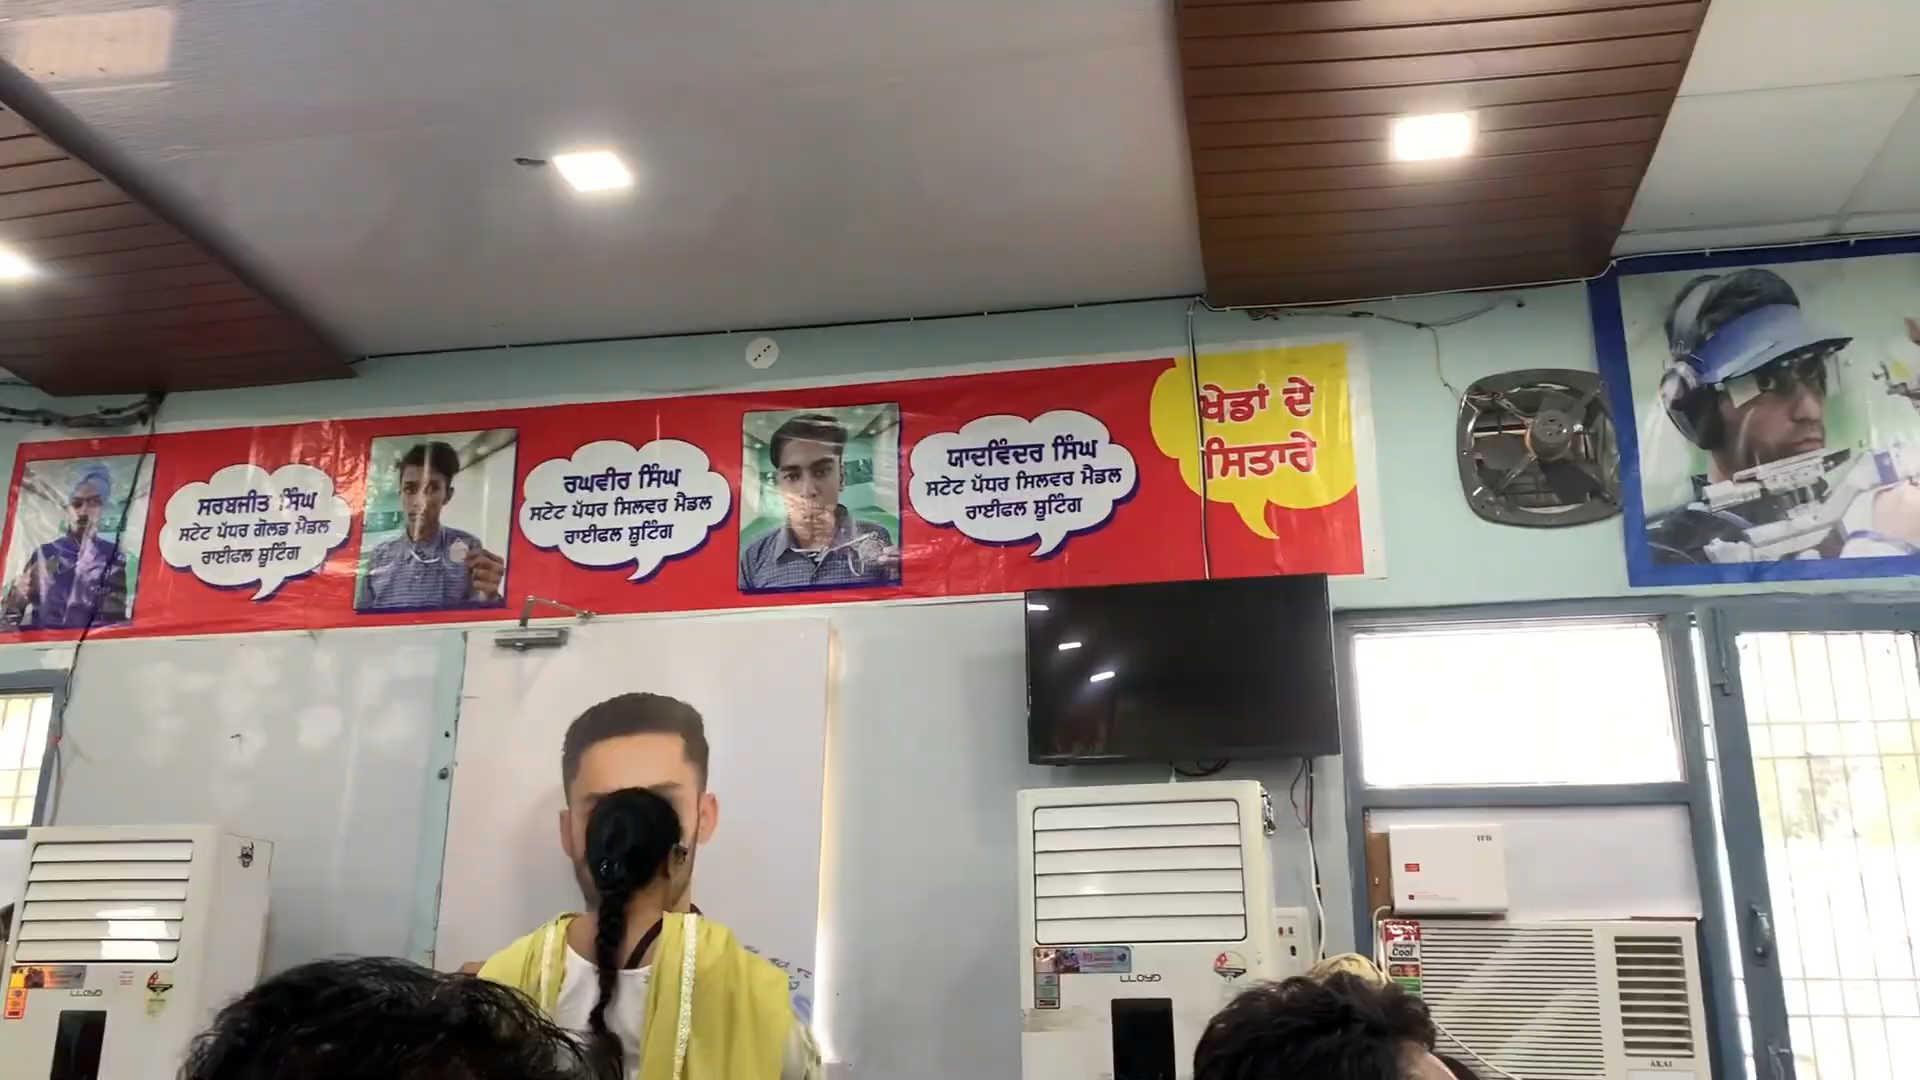 ਸਰਬਜੀਤ ਸਿੰਘ
ਸਟੇਟ ਪੱਧਰ ਗੋਲਡ ਮੈਡਲ
ਰਾਈਫਲ ਸ਼ੂਟਿੰਗ
ਰਘਵੀਰ ਸਿੰਘ
ਸਟੇਟ ਪੱਧਰ ਸਿਲਵਰ ਮੈਡਲ
ਰਾਈਫਲ ਸ਼ੂਟਿੰਗ
ਯਾਦਵਿੰਦਰ ਸਿੰਘ
ਸਟੇਟ ਪੱਧਰ ਸਿਲਵਰ ਮੈਡਲ
ਰਾਈਫਲ ਸ਼ੂਟਿੰਗ
ਖੇਡਾਂ ਦੇ
ਸਿਤਾਰੇ
LLOYD
LLOYD
Cool
AKAI